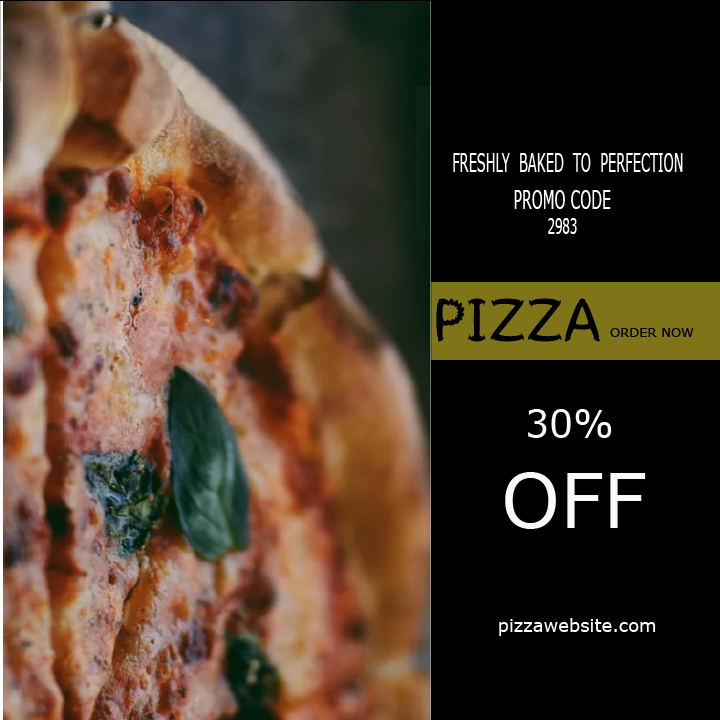 FRESHLY BAKED TO PERFECTION
PROMO CODE
2983
PIZZA ORDER NOW
30%
OFF
pizzawebsite.com